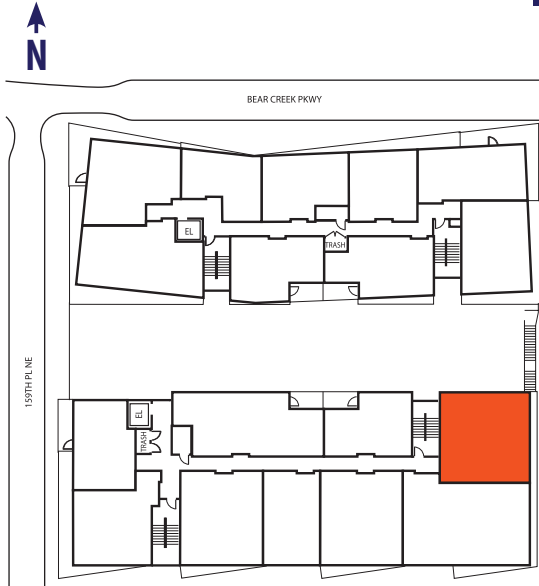 N
BEAR CREEK PKWY
EL
TRASH
159TH PL NE
EL
TRASH